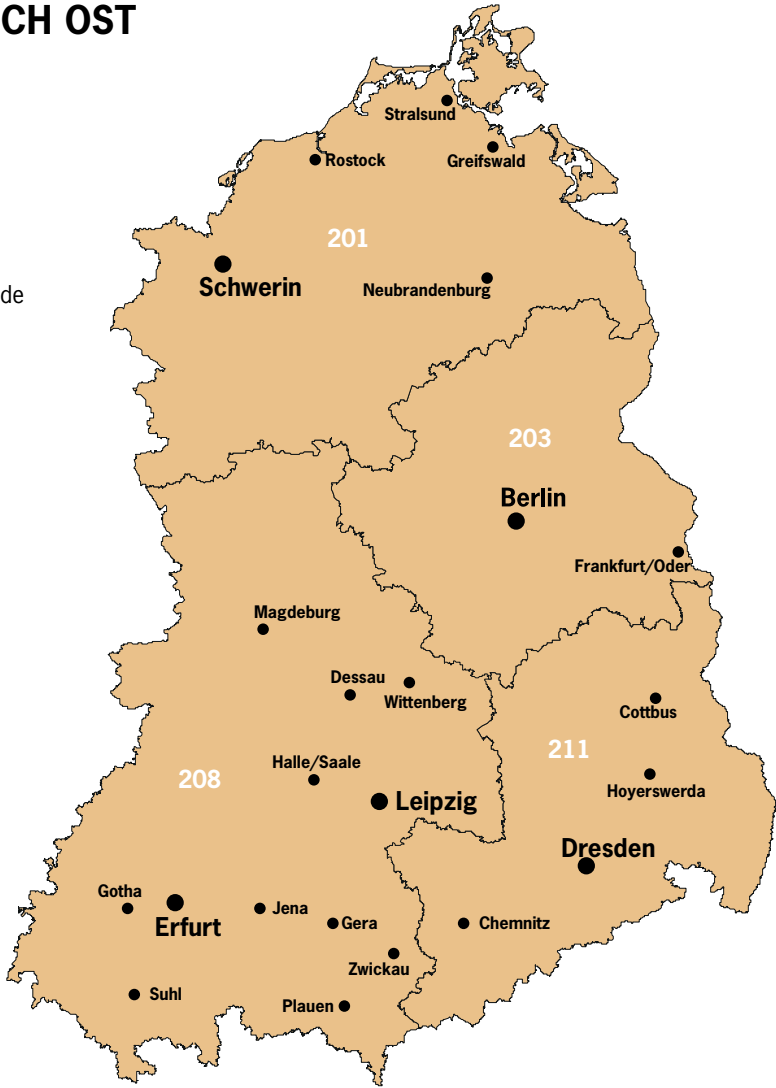 CH OST
Stralsund
Rostock
Greifswald
201
de
Schwerin
Neubrandenburg
203
Berlin
Frankfurt/Oder
Magdeburg
Dessau
Wittenberg
Cottbus
211
Halle/Saale
208
Hoyerswerda
Leipzig
Dresden
Gotha
Jena
Erfurt
Gera
Chemnitz
Zwickau
Suhl
Plauen